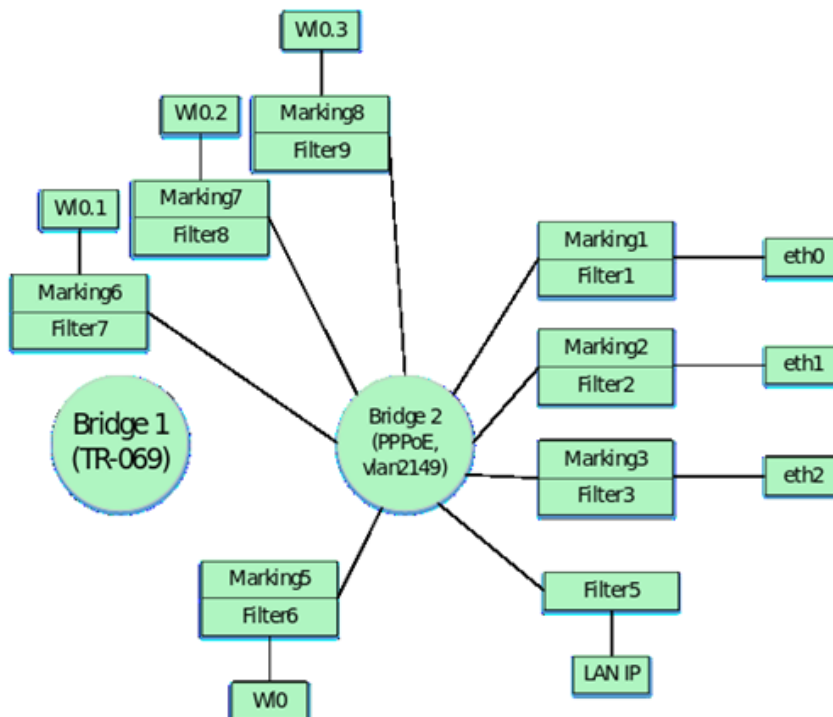 Wl0.3
Marking8
Filter9
Wl0.2
Marking7
Filter8
Wl0.1
Marking6
Filter7
Marking1
Filter1
eth0
Marking2
Filter2
eth1
Bridge 1
(TR-069)
Bridge 2
(PPPoE,
vlan2149)
Marking3
Filter3
eth2
Marking5
Filter6
Wl0
Filter5
LAN IP